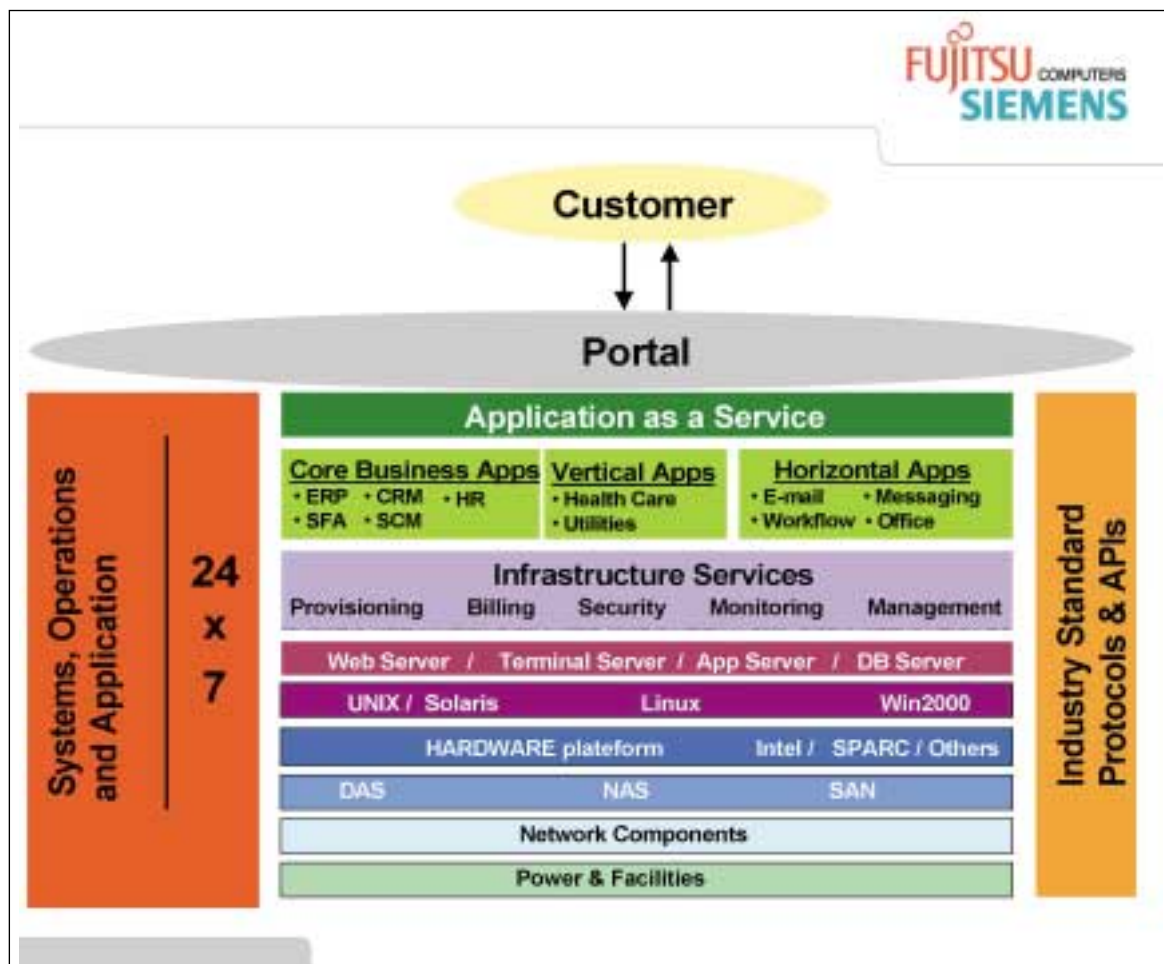 FUJITSU COMPUTERS
SIEMENS
Customer
Portal
Systems, Operations
and Application
24
x
7
Application as a Service
Core Business Apps
• ERP • CRM • HR
• SFA • SCM
Vertical Apps
• Health Care
• Utilities
Horizontal Apps
• E-mail • Messaging
• Workflow • Office
Infrastructure Services
Provisioning Billing Security Monitoring Management
Web Server / Terminal Server / App Server / DB Server
UNIX / Solaris Linux Win2000
HARDWARE plateform Intel / SPARC / Others
DAS NAS SAN
Network Components
Power & Facilities
Industry Standard
Protocols & APIs